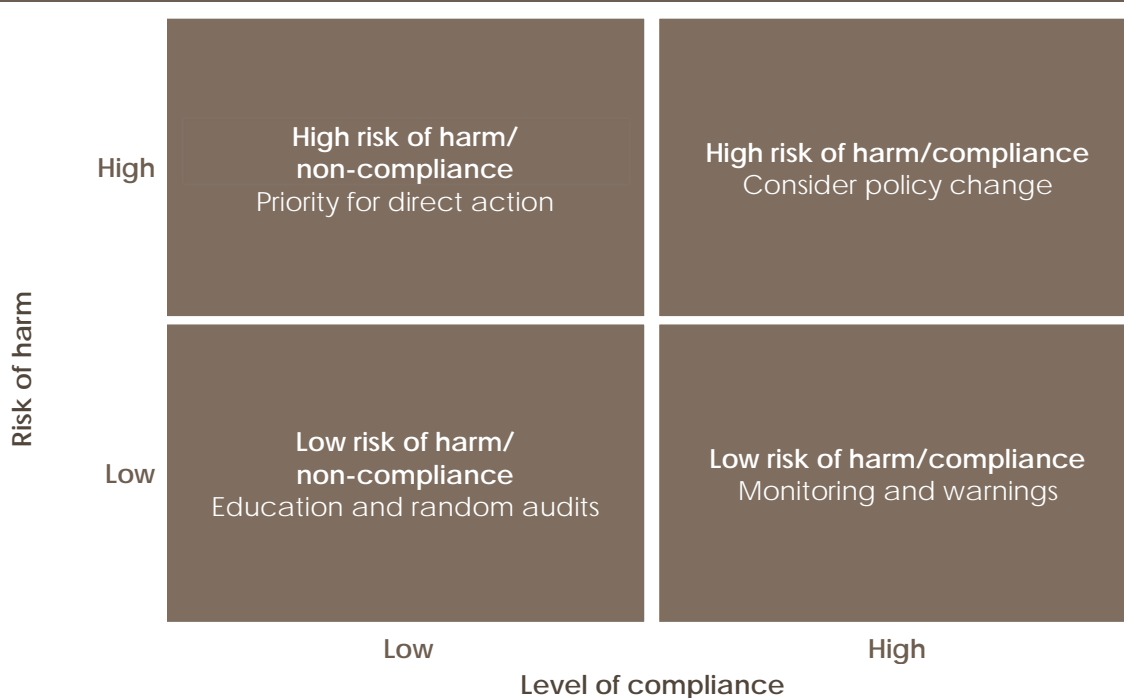 High risk of harm/
non-compliance
Priority for direct action
High risk of harm/compliance
Consider policy change
High
Risk of harm
Low risk of harm/
non-compliance
Education and random audits
Low risk of harm/compliance
Monitoring and warnings
Low
Low
High
Level of compliance